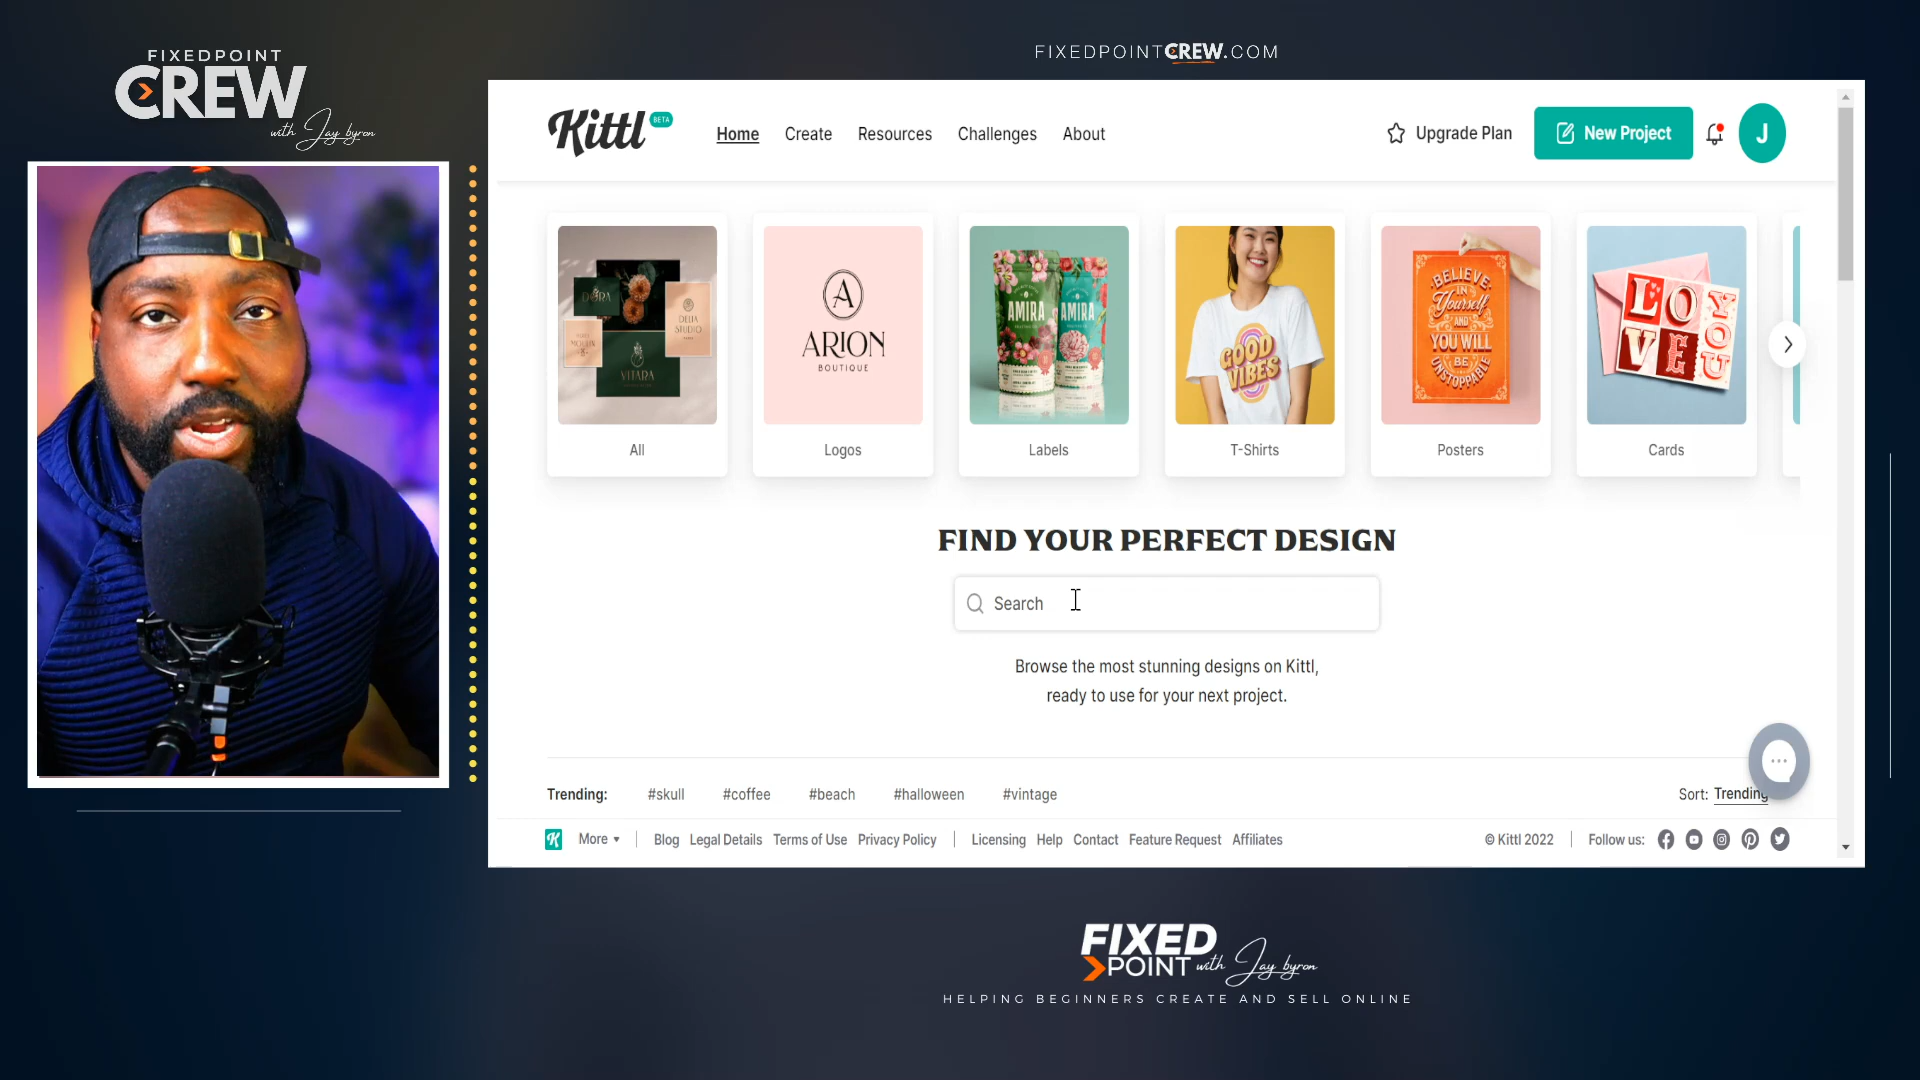 FIXEDPOINT
CREW
with Jay byron
FIXEDPOINTCREW.COM
Kittl BETA
Home Create Resources Challenges About
Upgrade Plan
New Project
J
DORA
DELIA
STUDIO
VITARA
A
ARION
BOUTIQUE
AMIRA
AMIRA
GOOD
VIBES
BELIEVE
IN
Yourself
AND
YOU WILL
BE
UNSTOPPABLE
LOVE
YOU
All
Logos
Labels
T-Shirts
Posters
Cards
FIND YOUR PERFECT DESIGN
Search
Browse the most stunning designs on Kittl,
ready to use for your next project.
Trending: #skull #coffee #beach #halloween #vintage
Sort: Trending
K More Blog Legal Details Terms of Use Privacy Policy Licensing Help Contact Feature Request Affiliates
© Kittl 2022 Follow us:
FIXED
POINT with Jay byron
HELPING BEGINNERS CREATE AND SELL ONLINE